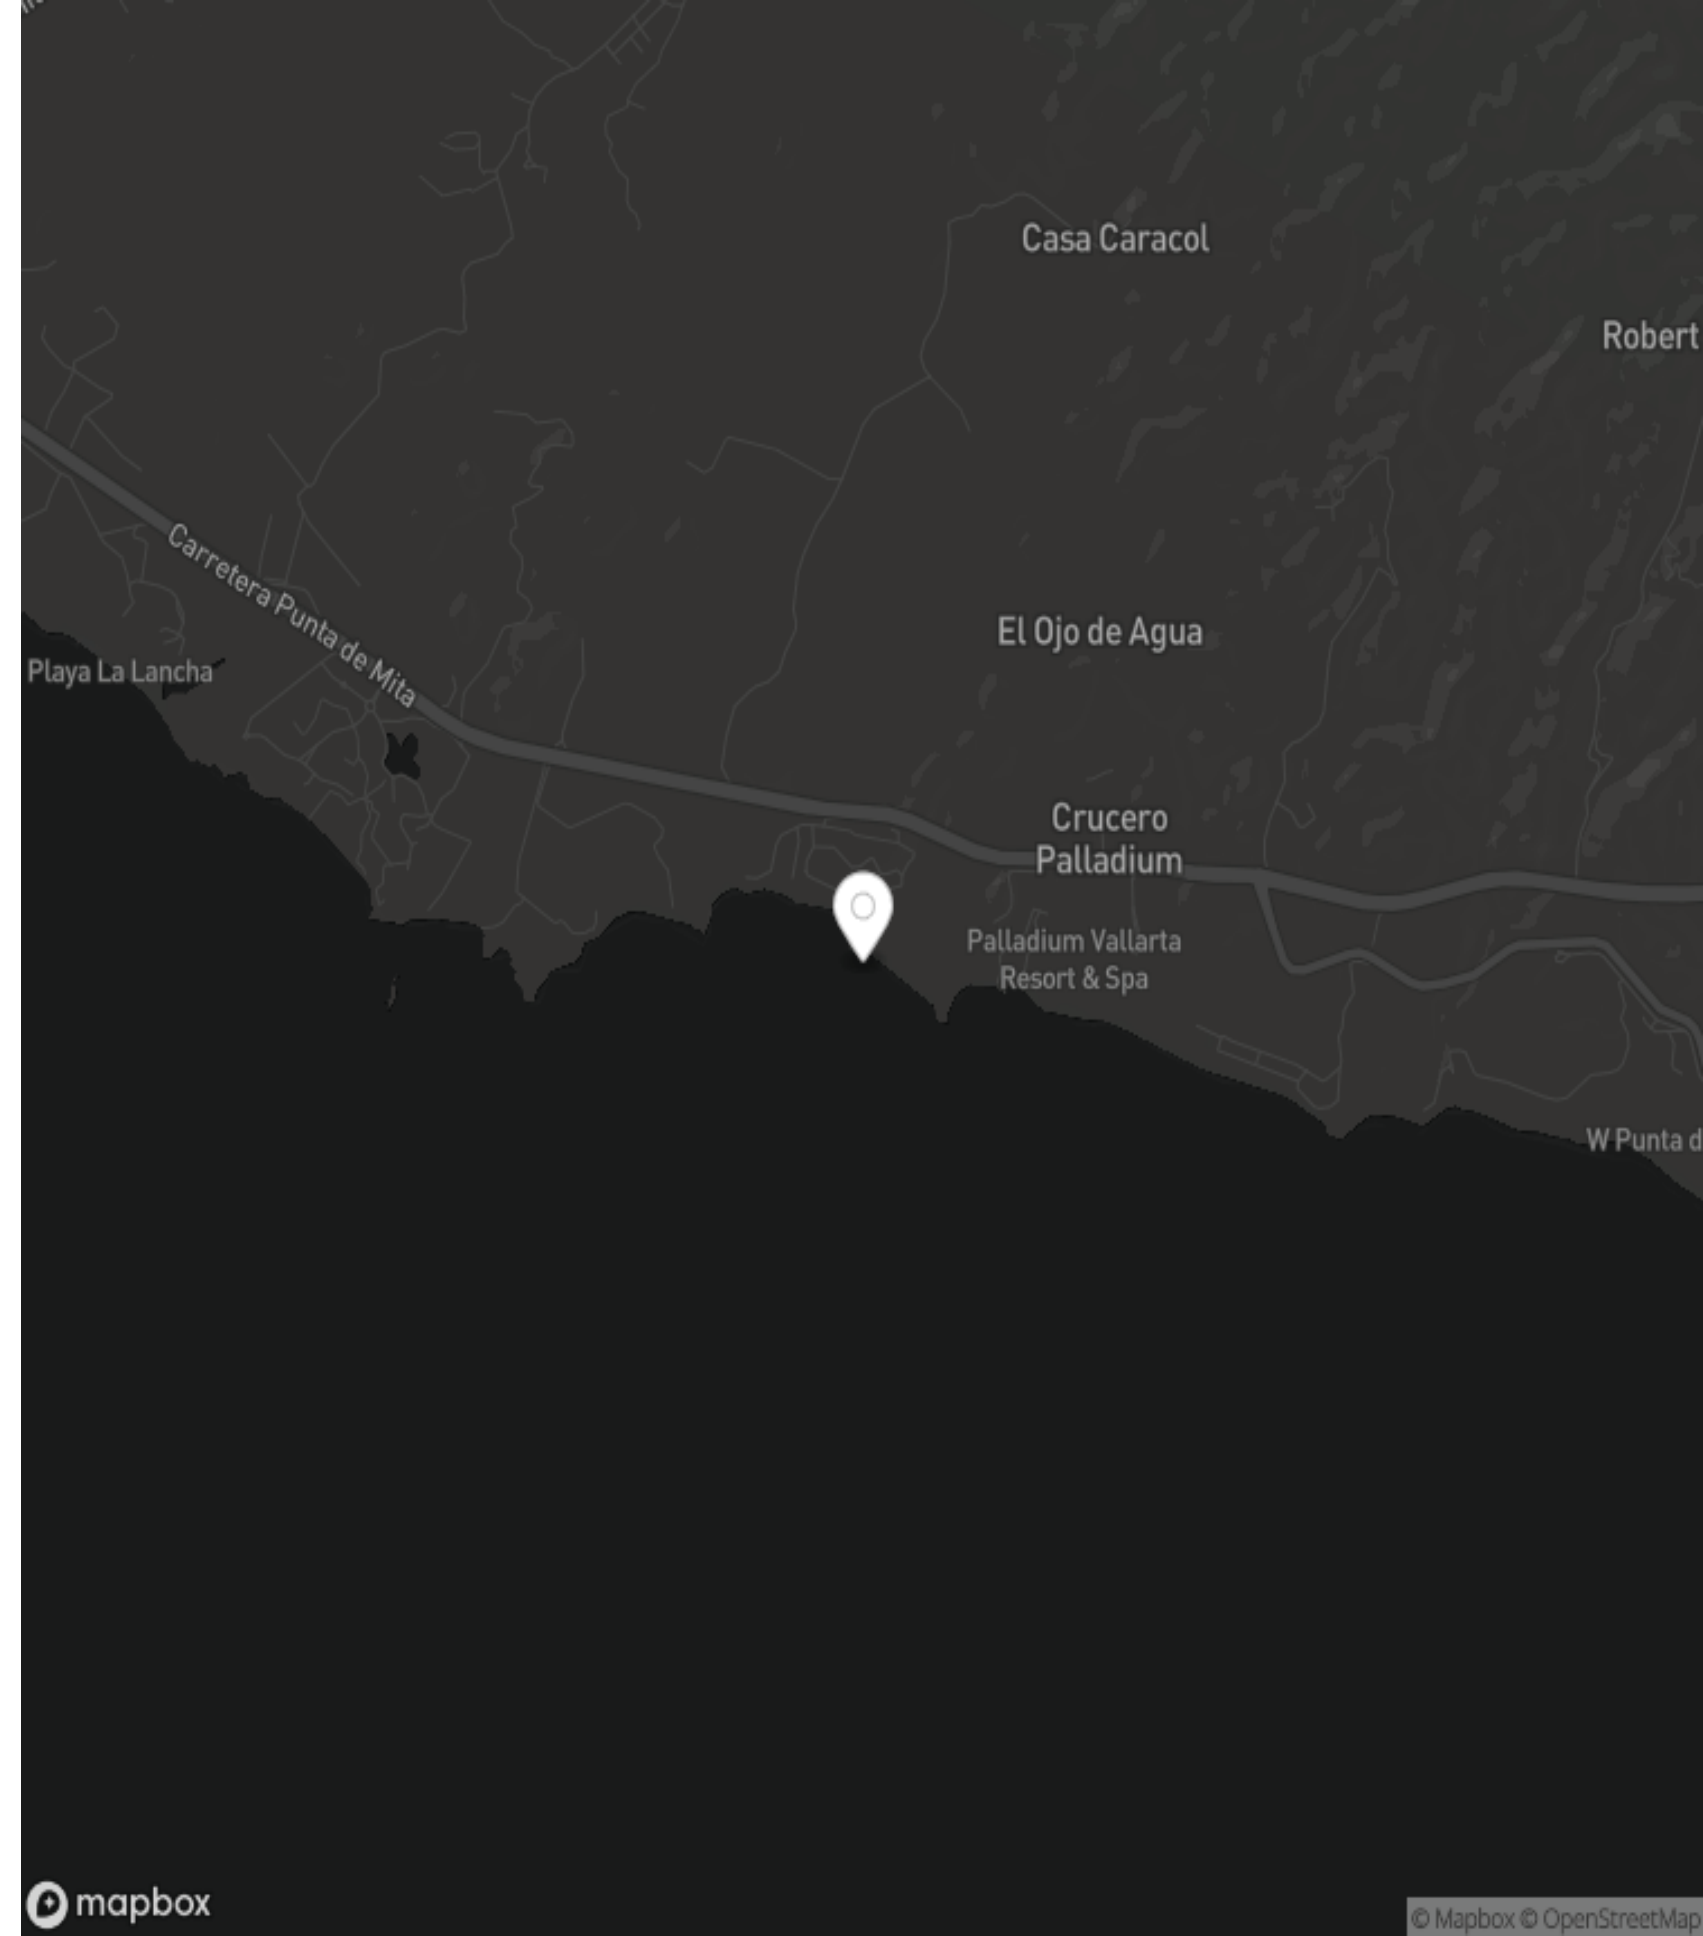 Casa Caracol
Robert
Carretera Punta de Mita
El Ojo de Agua
Playa La Lancha
Crucero
Palladium
Palladium Vallarta
Resort & Spa
W Punta d
mapbox
© Mapbox © OpenStreetMap